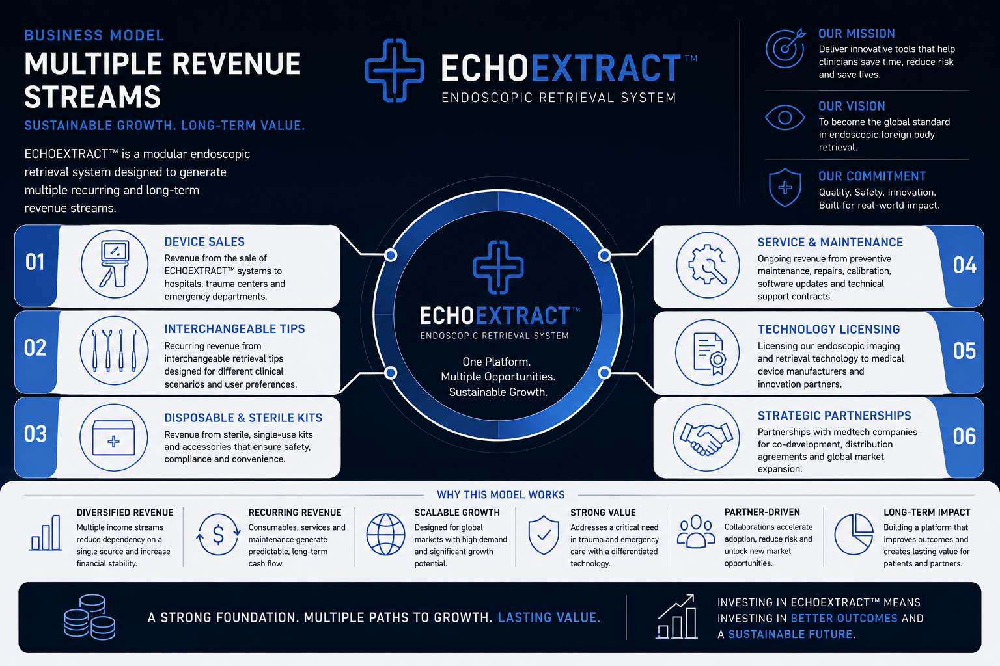 BUSINESS MODEL
MULTIPLE REVENUE
STREAMS
SUSTAINABLE GROWTH. LONG-TERM VALUE.
ECHOEXTRACT™ is a modular endoscopic
retrieval system designed to generate
multiple recurring and long-term
revenue streams.
ECHOEXTRACT™
ENDOSCOPIC RETRIEVAL SYSTEM
OUR MISSION
Deliver innovative tools that help
clinicians save time, reduce risk
and save lives.
OUR VISION
To become the global standard
in endoscopic foreign body
retrieval.
OUR COMMITMENT
Quality. Safety. Innovation.
Built for real-world impact.
01
DEVICE SALES
Revenue from the sale of
ECHOEXTRACT™ systems to
hospitals, trauma centers and
emergency departments.
02
INTERCHANGEABLE TIPS
Recurring revenue from
interchangeable retrieval tips
designed for different clinical
scenarios and user preferences.
03
DISPOSABLE & STERILE KITS
Revenue from sterile, single-use kits
and accessories that ensure safety,
compliance and convenience.
ECHOEXTRACT™
ENDOSCOPIC RETRIEVAL SYSTEM
One Platform.
Multiple Opportunities.
Sustainable Growth.
SERVICE & MAINTENANCE
Ongoing revenue from preventive
maintenance, repairs, calibration,
software updates and technical
support contracts.
04
TECHNOLOGY LICENSING
Licensing our endoscopic imaging
and retrieval technology to medical
device manufacturers and
innovation partners.
05
STRATEGIC PARTNERSHIPS
Partnerships with medtech companies
for co-development, distribution
agreements and global market
expansion.
06
WHY THIS MODEL WORKS
DIVERSIFIED REVENUE
Multiple income streams
reduce dependency on a
single source and increase
financial stability.
RECURRING REVENUE
Consumables, services and
maintenance generate
predictable, long-term
cash flow.
SCALABLE GROWTH
Designed for global
markets with high demand
and significant growth
potential.
STRONG VALUE
Addresses a critical need
in trauma and emergency
care with a differentiated
technology.
PARTNER-DRIVEN
Collaborations accelerate
adoption, reduce risk and
unlock new market
opportunities.
LONG-TERM IMPACT
Building a platform that
improves outcomes and
creates lasting value for
patients and partners.
A STRONG FOUNDATION. MULTIPLE PATHS TO GROWTH. LASTING VALUE.
INVESTING IN ECHOEXTRACT™ MEANS
INVESTING IN BETTER OUTCOMES AND
A SUSTAINABLE FUTURE.